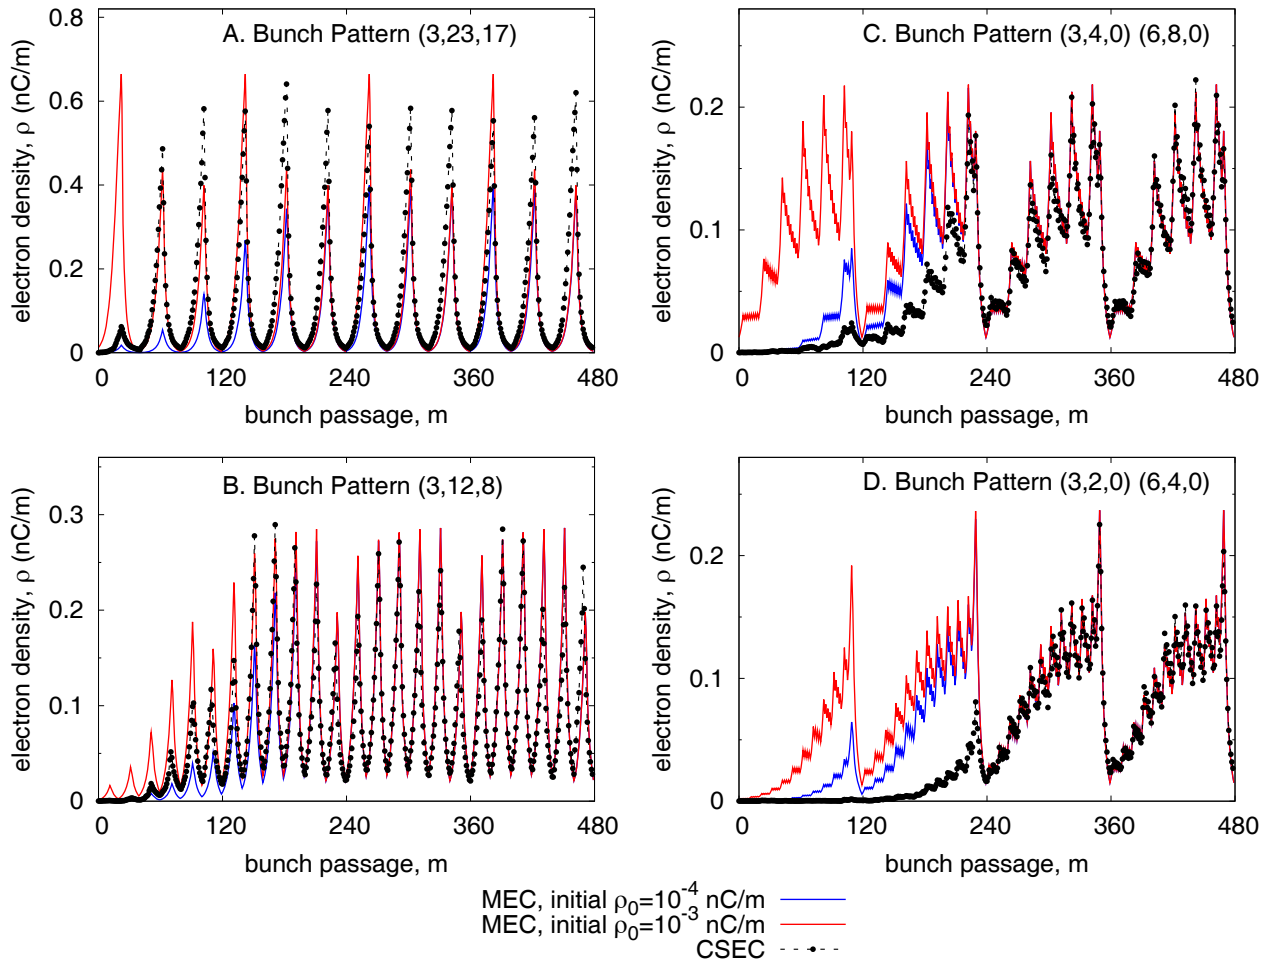 A. Bunch Pattern (3,23,17)
electron density, ρ (nC/m)
0.8
0.6
0.4
0.2
0
0 120 240 360 480
bunch passage, m
C. Bunch Pattern (3,4,0) (6,8,0)
electron density, ρ (nC/m)
0.2
0.1
0
0 120 240 360 480
bunch passage, m
B. Bunch Pattern (3,12,8)
electron density, ρ (nC/m)
0.3
0.2
0.1
0
0 120 240 360 480
bunch passage, m
D. Bunch Pattern (3,2,0) (6,4,0)
electron density, ρ (nC/m)
0.2
0.1
0
0 120 240 360 480
bunch passage, m
MEC, initial ρ₀=10⁻⁴ nC/m
MEC, initial ρ₀=10⁻³ nC/m
CSEC